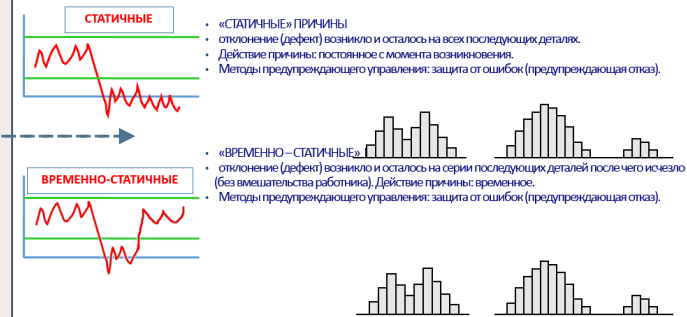 СТАТИЧНЫЕ
• «СТАТИЧНЫЕ» ПРИЧИНЫ
• отклонение (дефект) возникло и осталось на всех последующих деталях.
• Действие причины: постоянное с момента возникновения.
• Методы предупреждающего управления: защита от ошибок (предупреждающая отказ).
ВРЕМЕННО-СТАТИЧНЫЕ
• «ВРЕМЕННО – СТАТИЧНЫЕ»
• отклонение (дефект) возникло и осталось на серии последующих деталей после чего исчезло
(без вмешательства работника). Действие причины: временное.
• Методы предупреждающего управления: защита от ошибок (предупреждающая отказ).